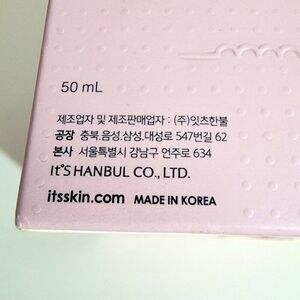 50 mL
제조업자 및 제조판매업자 : (주)잇츠한불
공장 충북.음성.삼성.대성로 547번길 62
본사 서울특별시 강남구 언주로 634
It°S HANBUL CO., LTD.
itsskin.com MADE IN KOREA